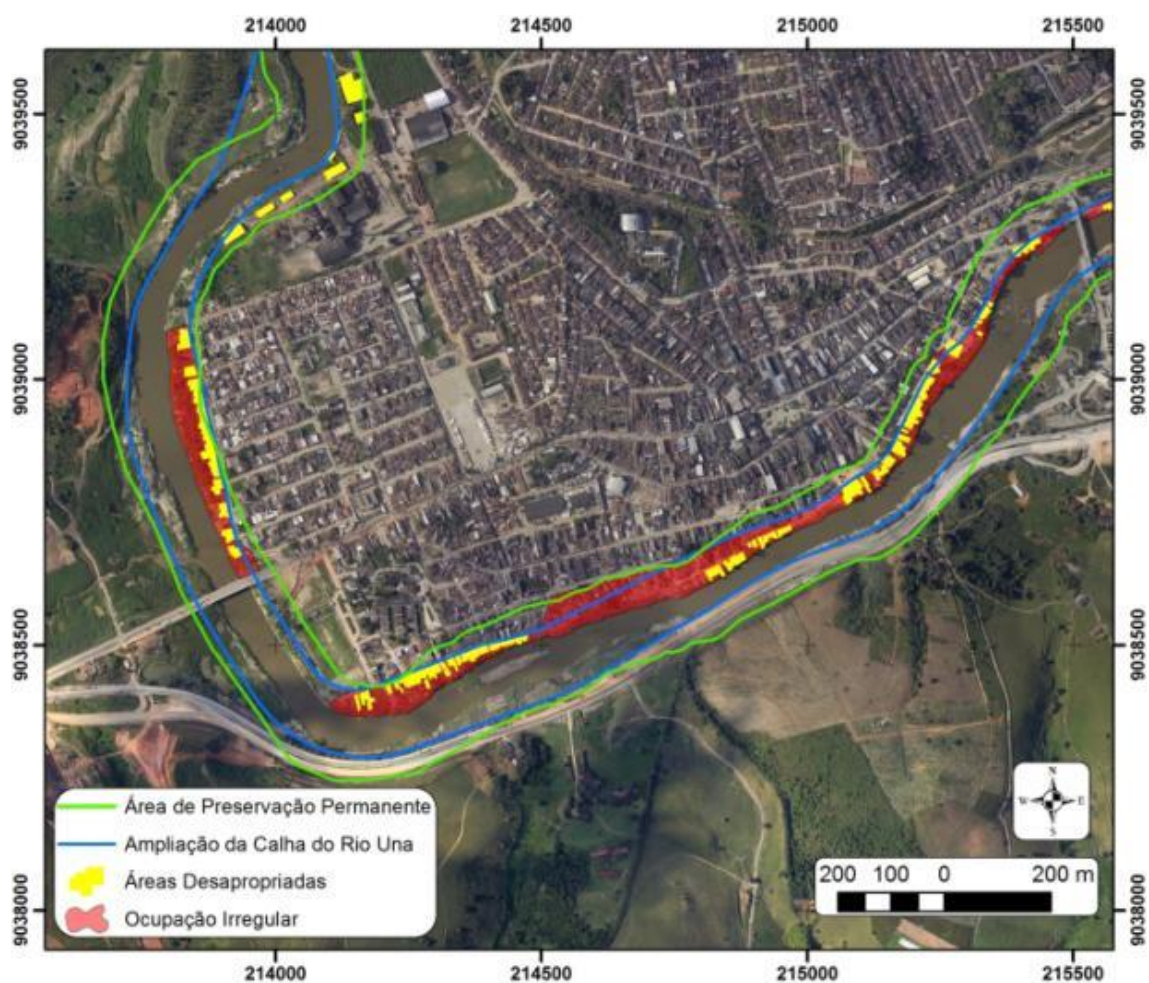 214000 214500 215000 215500
9039500 9039500
9039000 9039000
9038500 9038500
N
W E
S
Área de Preservação Permanente
Ampliação da Calha do Rio Una
Áreas Desapropriadas
Ocupação Irregular
200 100 0 200 m
9038000 9038000
214000 214500 215000 215500